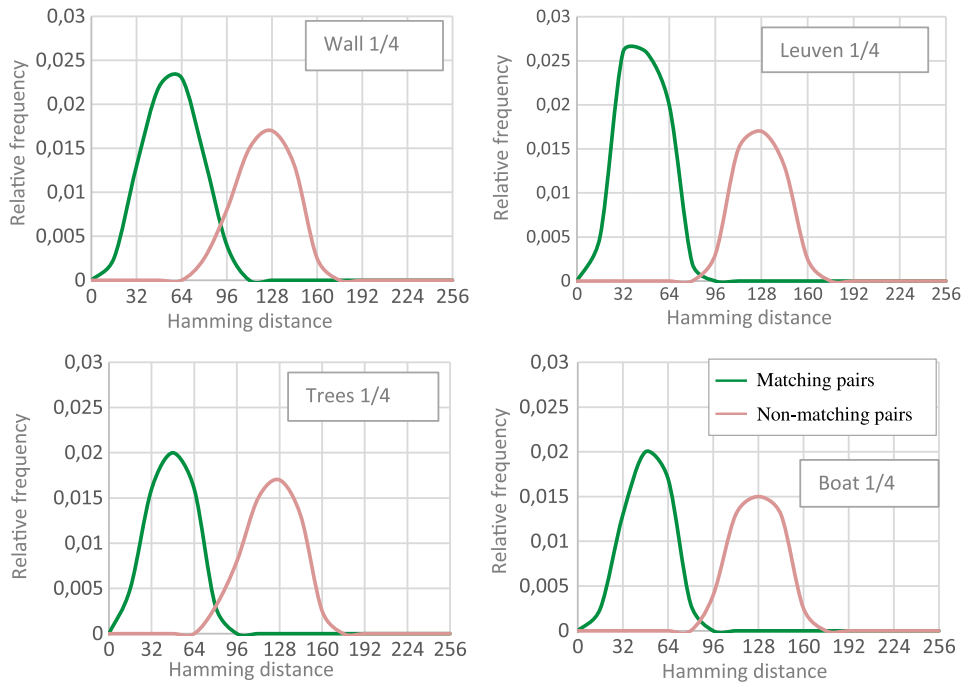 Wall 1/4
Relative frequency
0,03
0,025
0,02
0,015
0,01
0,005
0
0 32 64 96 128 160 192 224 256
Hamming distance
Leuven 1/4
Relative frequency
0,03
0,025
0,02
0,015
0,01
0,005
0
0 32 64 96 128 160 192 224 256
Hamming distance
Trees 1/4
Relative frequency
0,03
0,025
0,02
0,015
0,01
0,005
0
0 32 64 96 128 160 192 224 256
Hamming distance
Matching pairs
Non-matching pairs
Boat 1/4
Relative frequency
0,03
0,025
0,02
0,015
0,01
0,005
0
0 32 64 96 128 160 192 224 256
Hamming distance